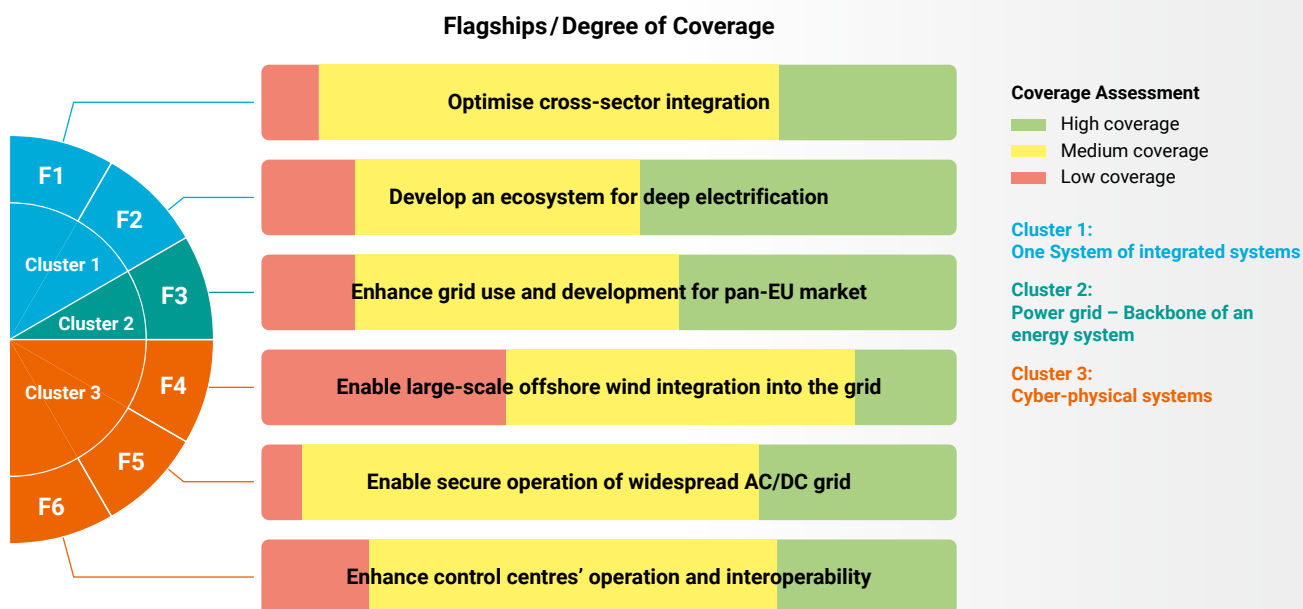 Flagships / Degree of Coverage
F1
F2
F3
F4
F5
F6
Cluster 1
Cluster 2
Cluster 3
Optimise cross-sector integration
Develop an ecosystem for deep electrification
Enhance grid use and development for pan-EU market
Enable large-scale offshore wind integration into the grid
Enable secure operation of widespread AC/DC grid
Enhance control centres’ operation and interoperability
Coverage Assessment
High coverage
Medium coverage
Low coverage
Cluster 1:
One System of integrated systems
Cluster 2:
Power grid – Backbone of an
energy system
Cluster 3:
Cyber-physical systems